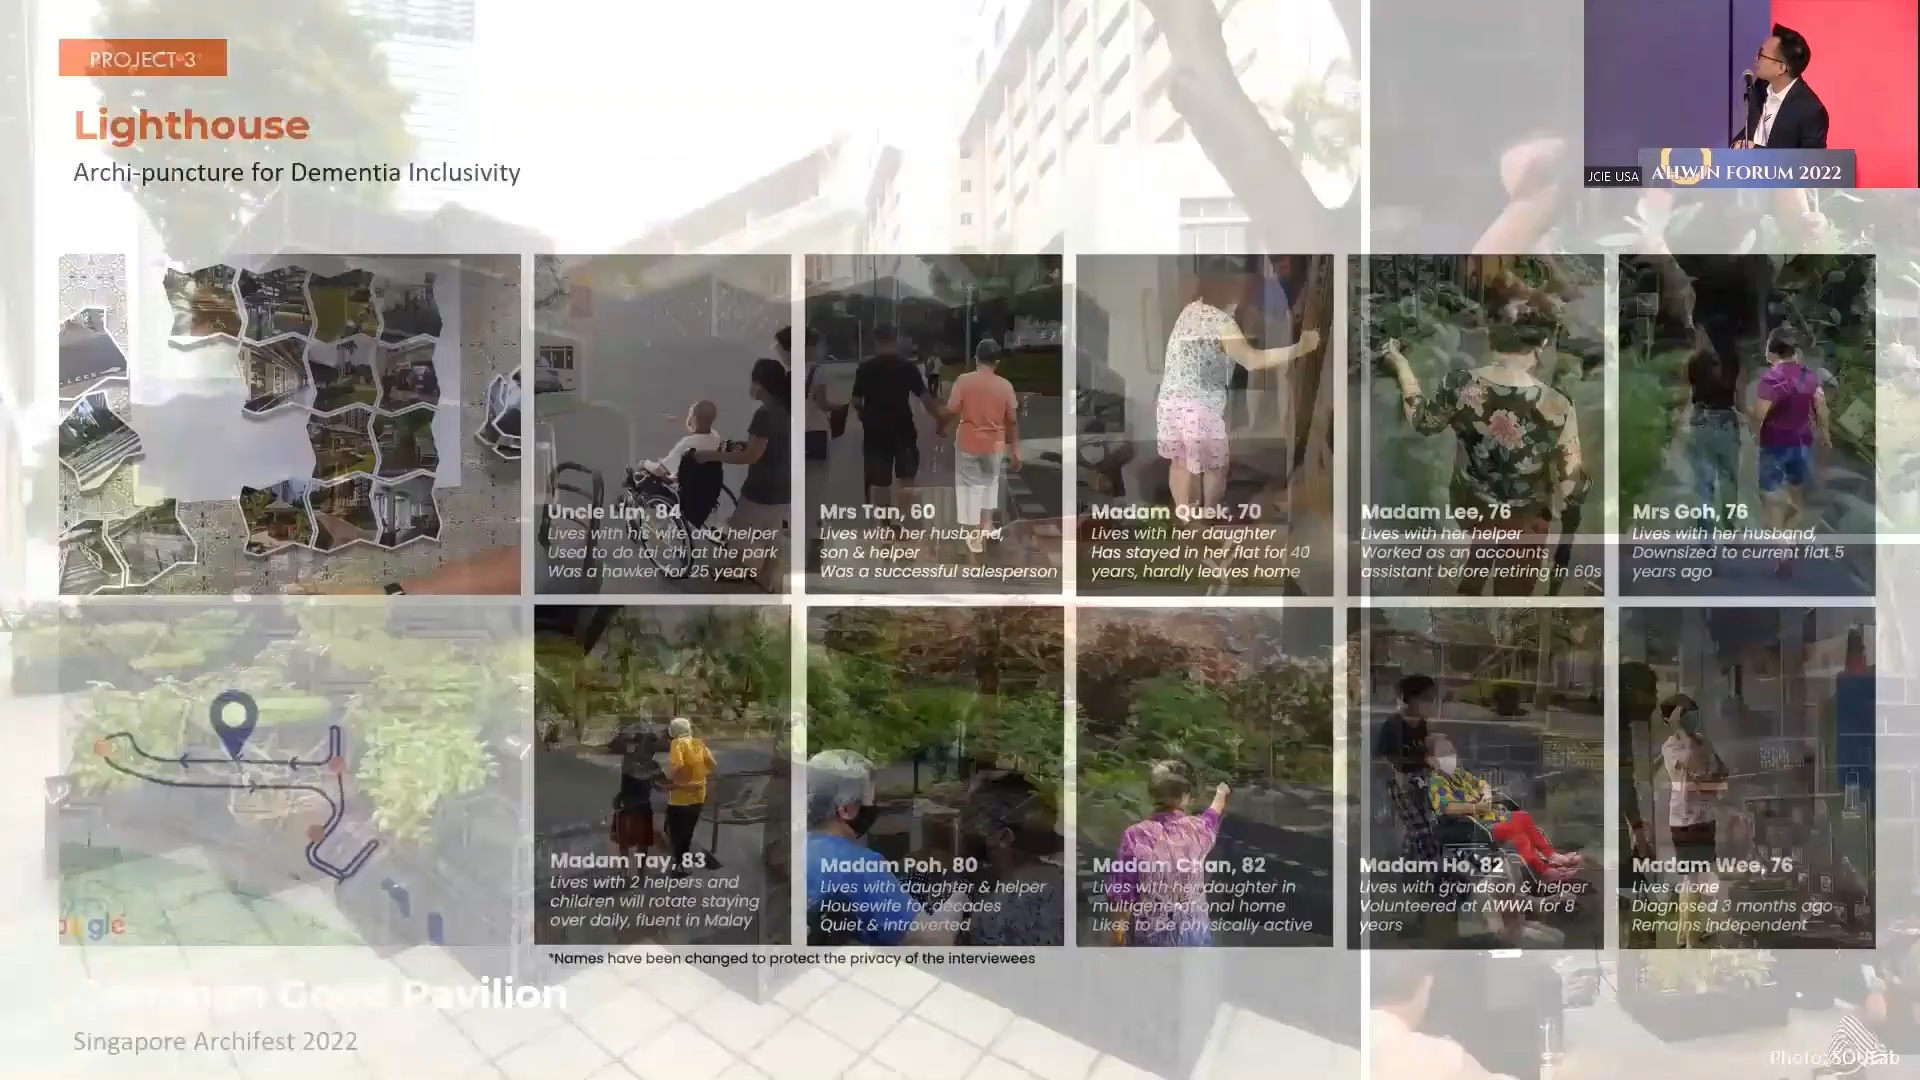 PROJECT 3
Lighthouse
Archi-puncture for Dementia Inclusivity
JCIE USA
AHWIN FORUM 2022
Uncle Lim, 84
Lives with his wife and helper
Used to do tai chi at the park
Was a hawker for 25 years
Mrs Tan, 60
Lives with her husband,
son & helper
Was a successful salesperson
Madam Quek, 70
Lives with her daughter
Has stayed in her flat for 40
years, hardly leaves home
Madam Lee, 76
Lives with her helper
Worked as an accounts
assistant before retiring in 60s
Mrs Goh, 76
Lives with her husband,
Downsized to current flat 5
years ago
Madam Tay, 83
Lives with 2 helpers and
children will rotate staying
over daily, fluent in Malay
Madam Poh, 80
Lives with daughter & helper
Housewife for decades
Quiet & introverted
Madam Chan, 82
Lives with her daughter in
multigenerational home
Likes to be physically active
Madam Ho, 82
Lives with grandson & helper
Volunteered at AWWA for 8
years
Madam Wee, 76
Lives alone
Diagnosed 3 months ago
Remains independent
*Names have been changed to protect the privacy of the interviewees
Good Pavilion
Singapore Archifest 2022
Photo: SOULab